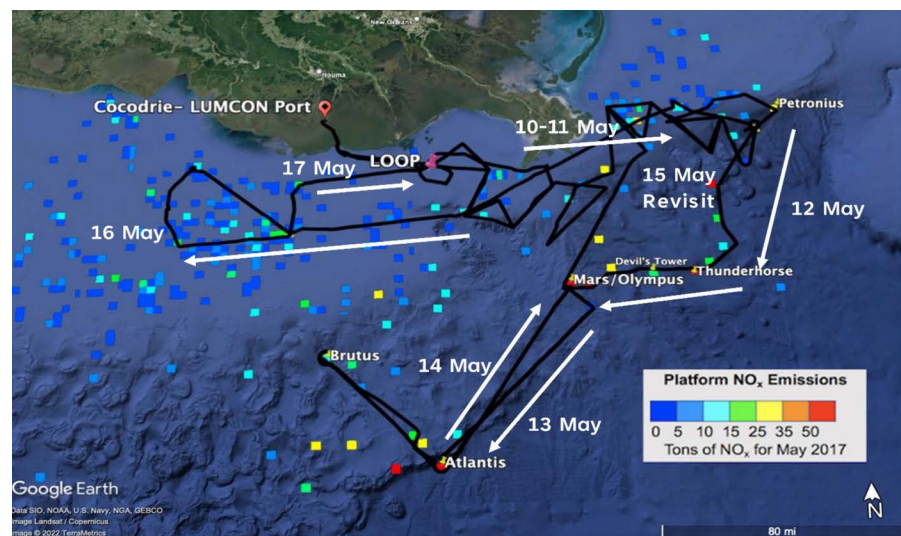 New Orleans
Houma
Cocodrie- LUMCON Port
Petronius
10-11 May
LOOP
17 May
15 May
Revisit
12 May
16 May
Devil's Tower
Thunderhorse
Mars/Olympus
14 May
Brutus
13 May
Atlantis
Platform NOx Emissions
0 5 10 15 25 35 50
Tons of NOx for May 2017
Google Earth
Data SIO, NOAA, U.S. Navy, NGA, GEBCO
Image Landsat / Copernicus
Image © 2022 TerraMetrics
N
80 mi